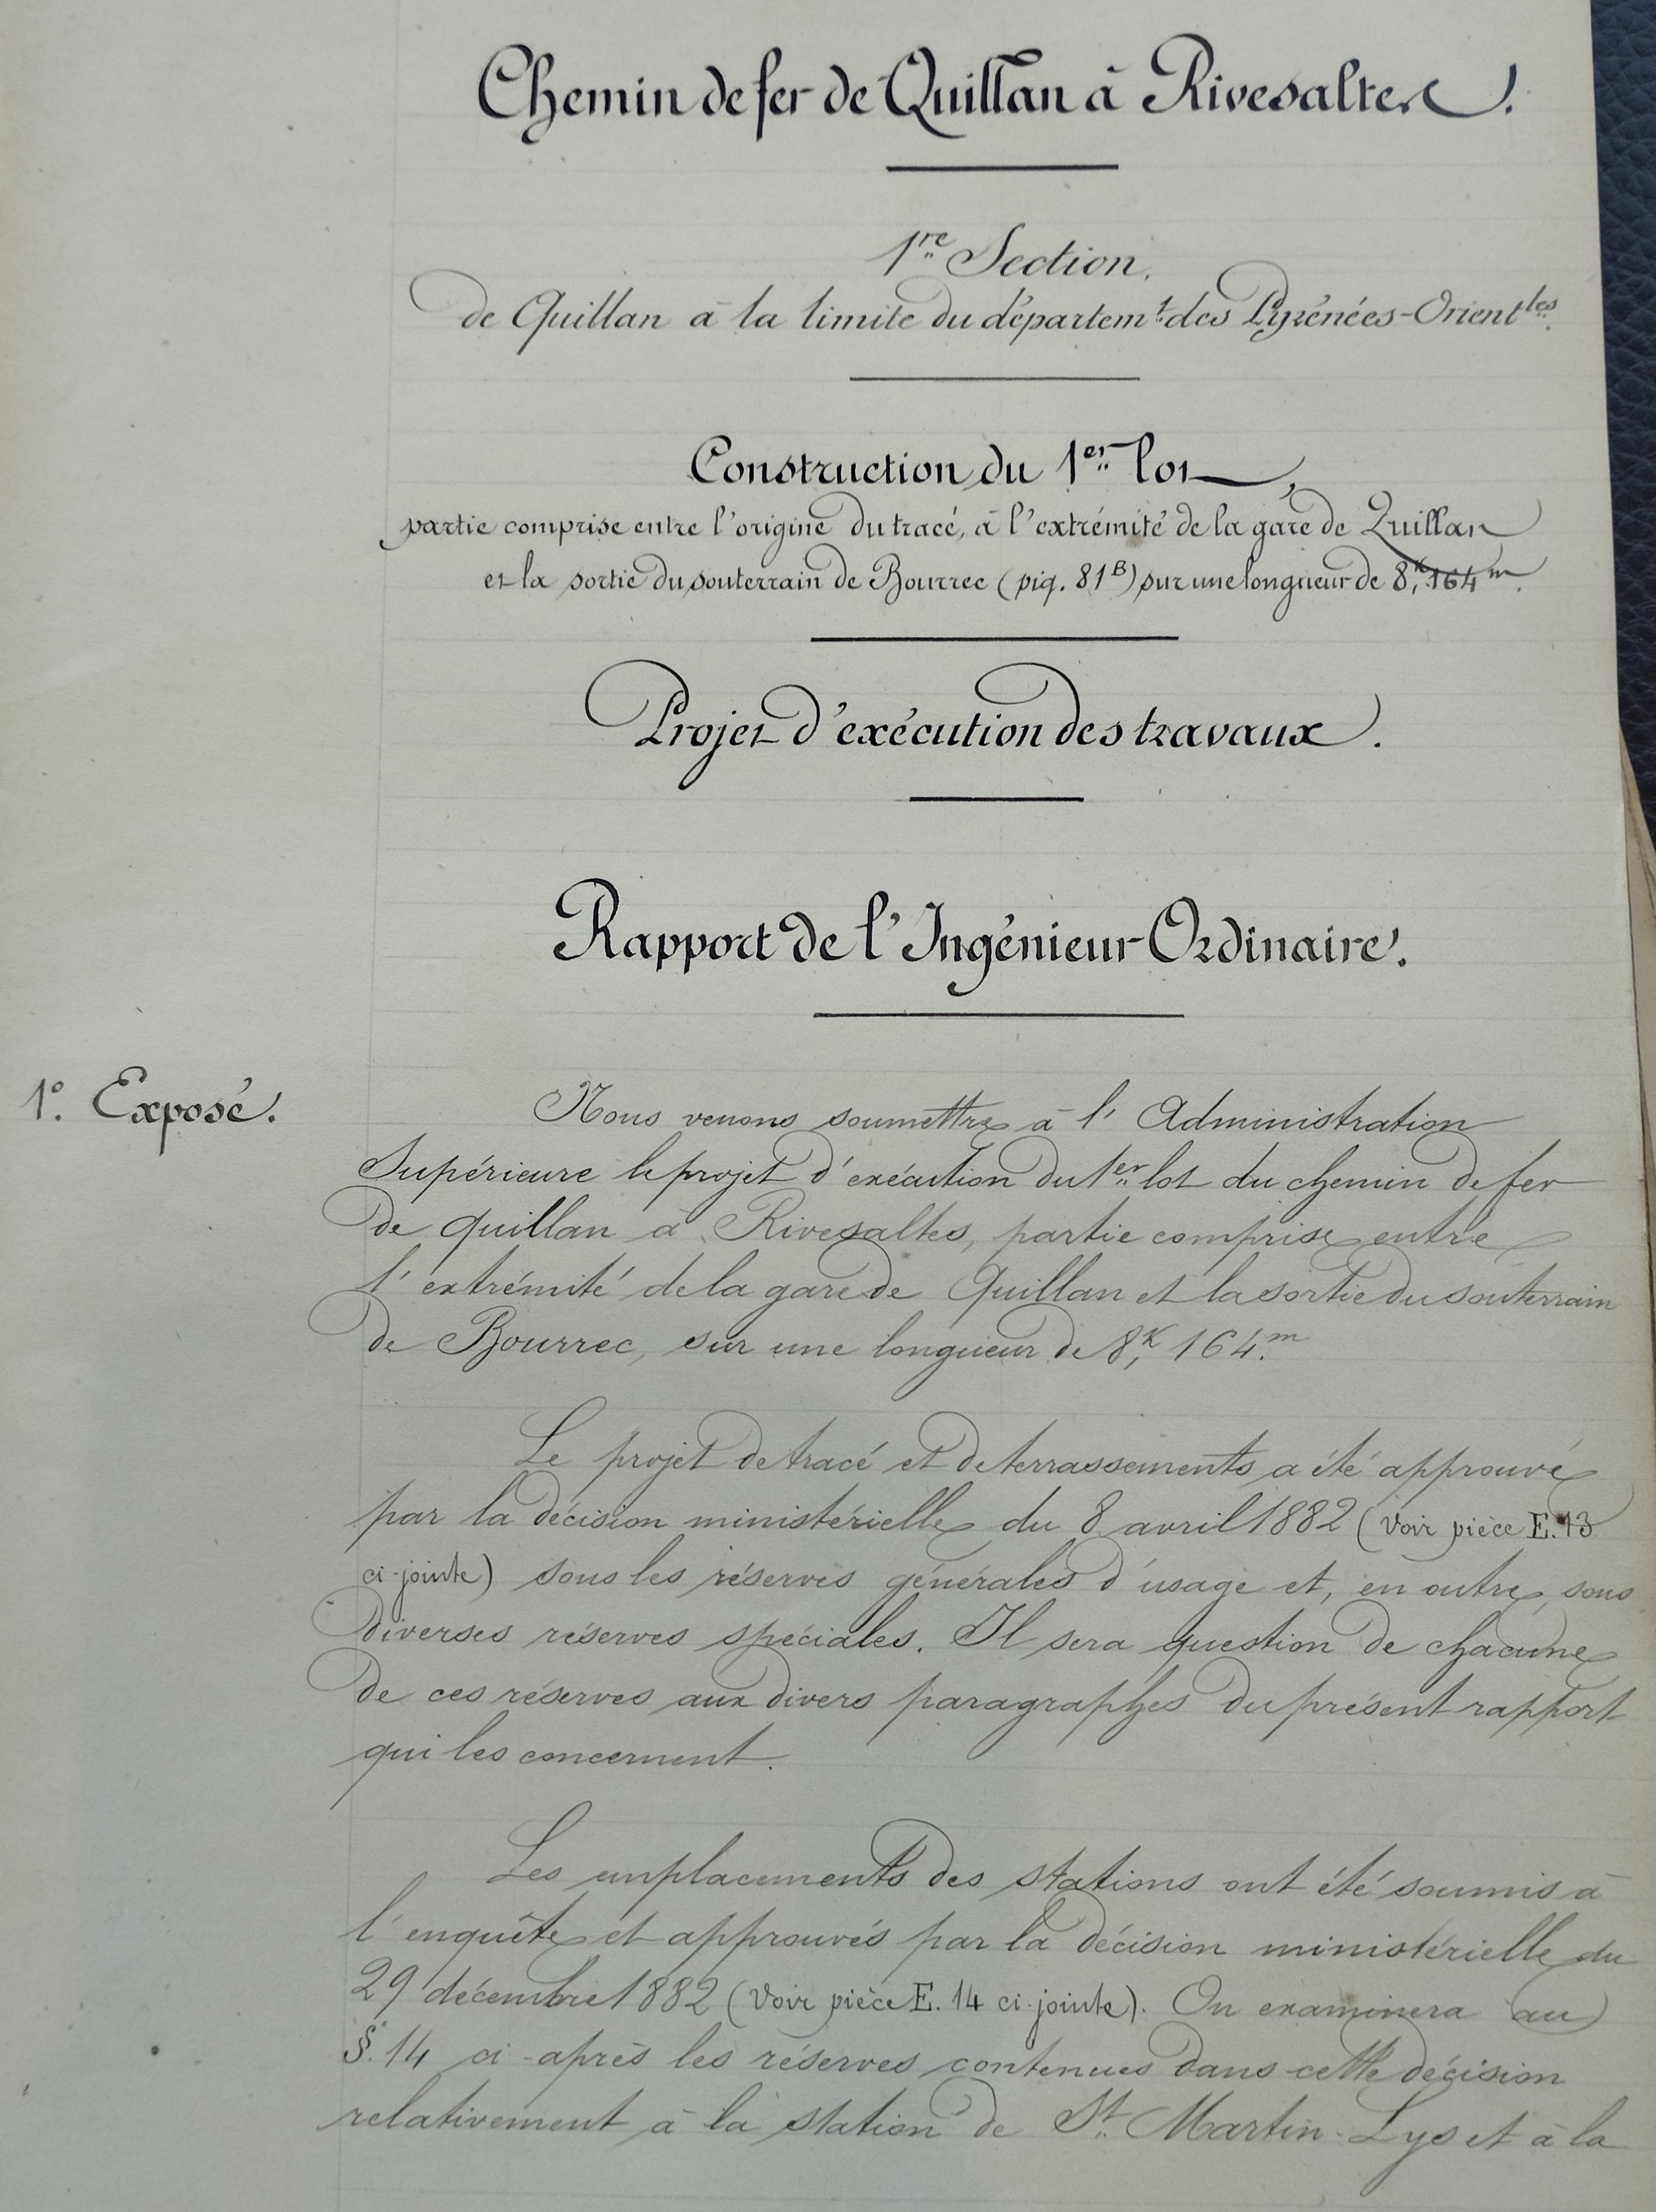 Chemin de fer de Quillan à Rivesaltes.
1re Section.
de Quillan à la limite du départemt des Pyrénées-Orientles.
Construction du 1er lot,
partie comprise entre l'origine du tracé, à l'extrémité de la gare de Quillan
et la sortie du souterrain de Bourrec (piq. 81B) sur une longueur de 8k,164m.
Projet d'exécution des travaux.
Rapport de l'Ingénieur Ordinaire.
1°. Exposé.
Nous venons soumettre à l'Administration
Supérieure le projet d'exécution du 1er lot du chemin de fer
de Quillan à Rivesaltes, partie comprise entre
l'extrémité de la gare de Quillan et la sortie du souterrain
de Bourrec, sur une longueur de 8k,164m.
Le projet de tracé et de terrassements a été approuvé
par la décision ministérielle du 8 avril 1882 (Voir pièce E.13
ci-jointe) sous les réserves générales d'usage et, en outre, sous
diverses réserves spéciales. Il sera question de chacune
de ces réserves aux divers paragraphes du présent rapport
qui les concernent.
Les emplacements des stations ont été soumis à
l'enquête et approuvés par la décision ministérielle du
29 décembre 1882 (Voir pièce E. 14 ci-jointe). On examinera au
§. 14 ci-après les réserves contenues dans cette décision
relativement à la station de St. Martin-Lys et à la